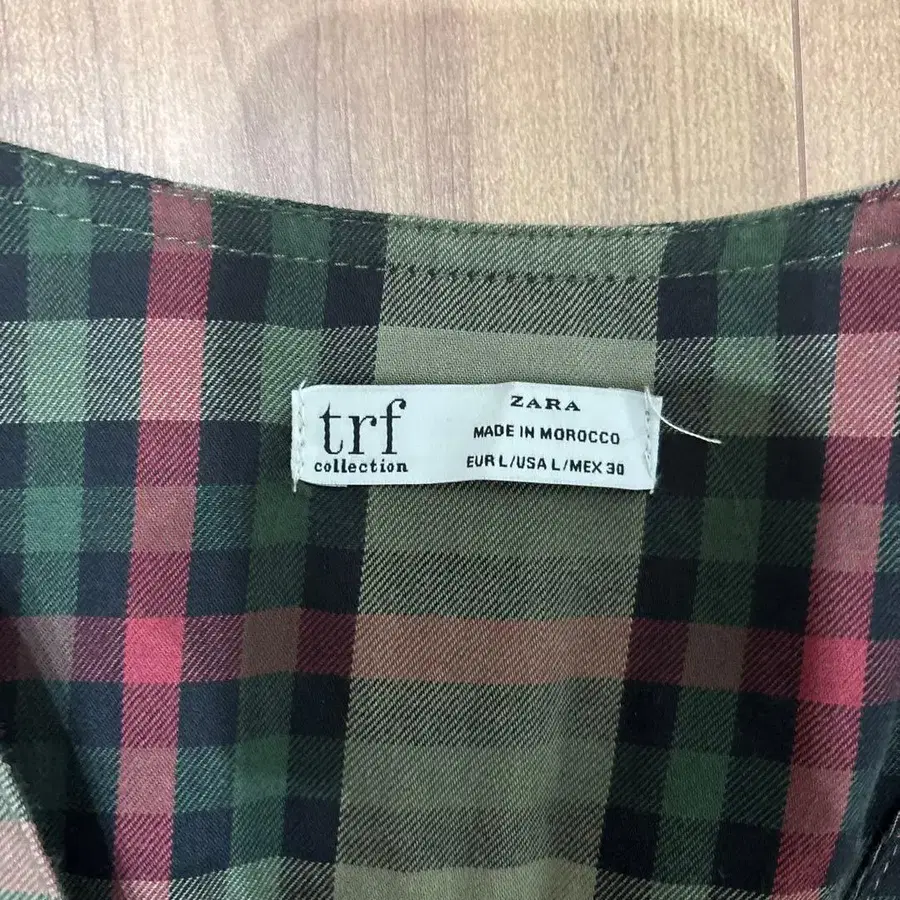 trf
collection
ZARA
MADE IN MOROCCO
EUR L/USA L/MEX 30